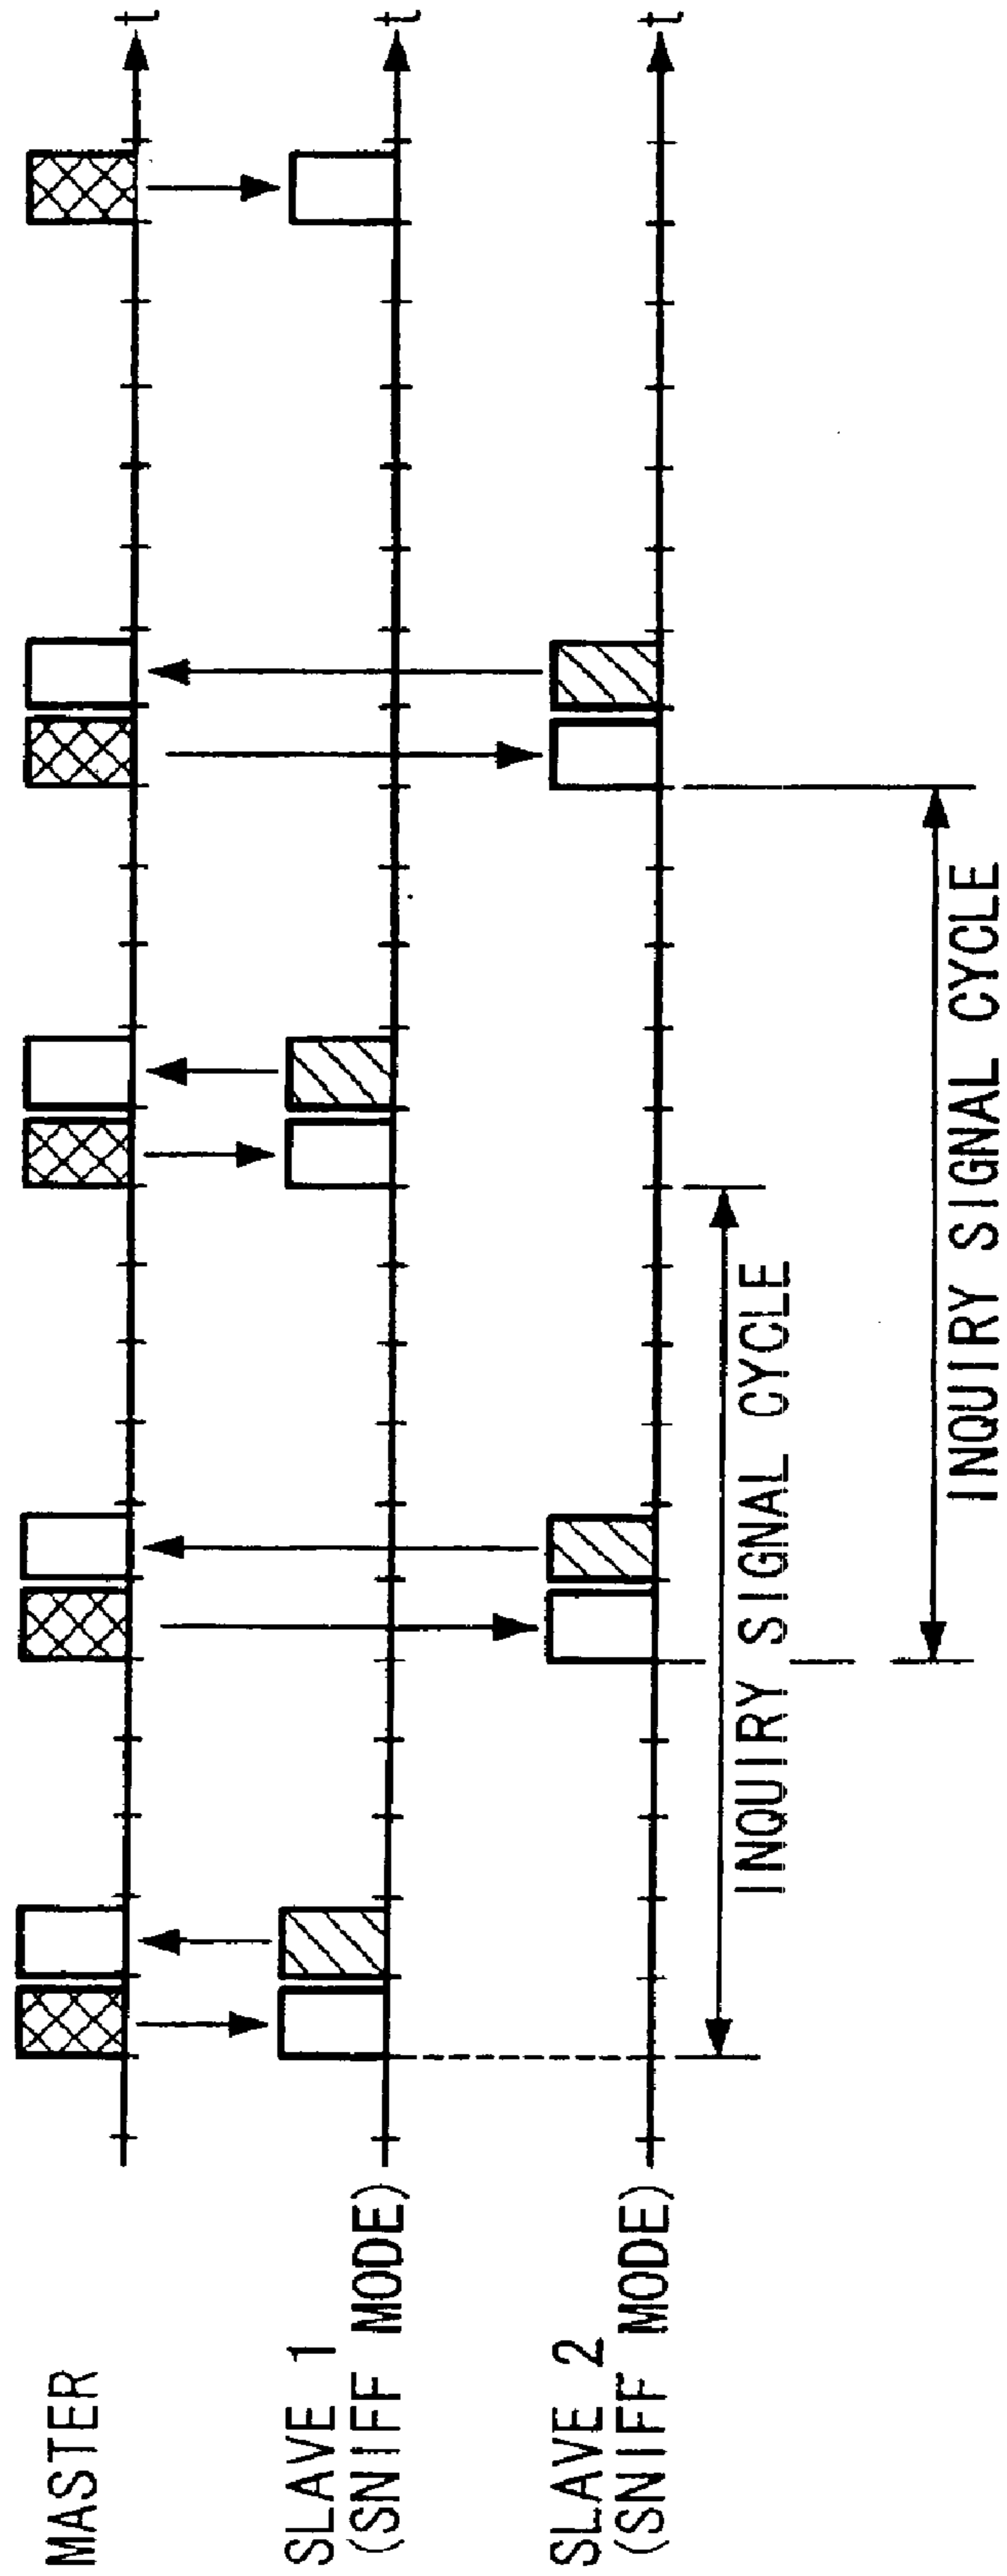 MASTER
t
SLAVE 1
(SNIFF MODE)
t
SLAVE 2
(SNIFF MODE)
t
INQUIRY SIGNAL CYCLE
INQUIRY SIGNAL CYCLE